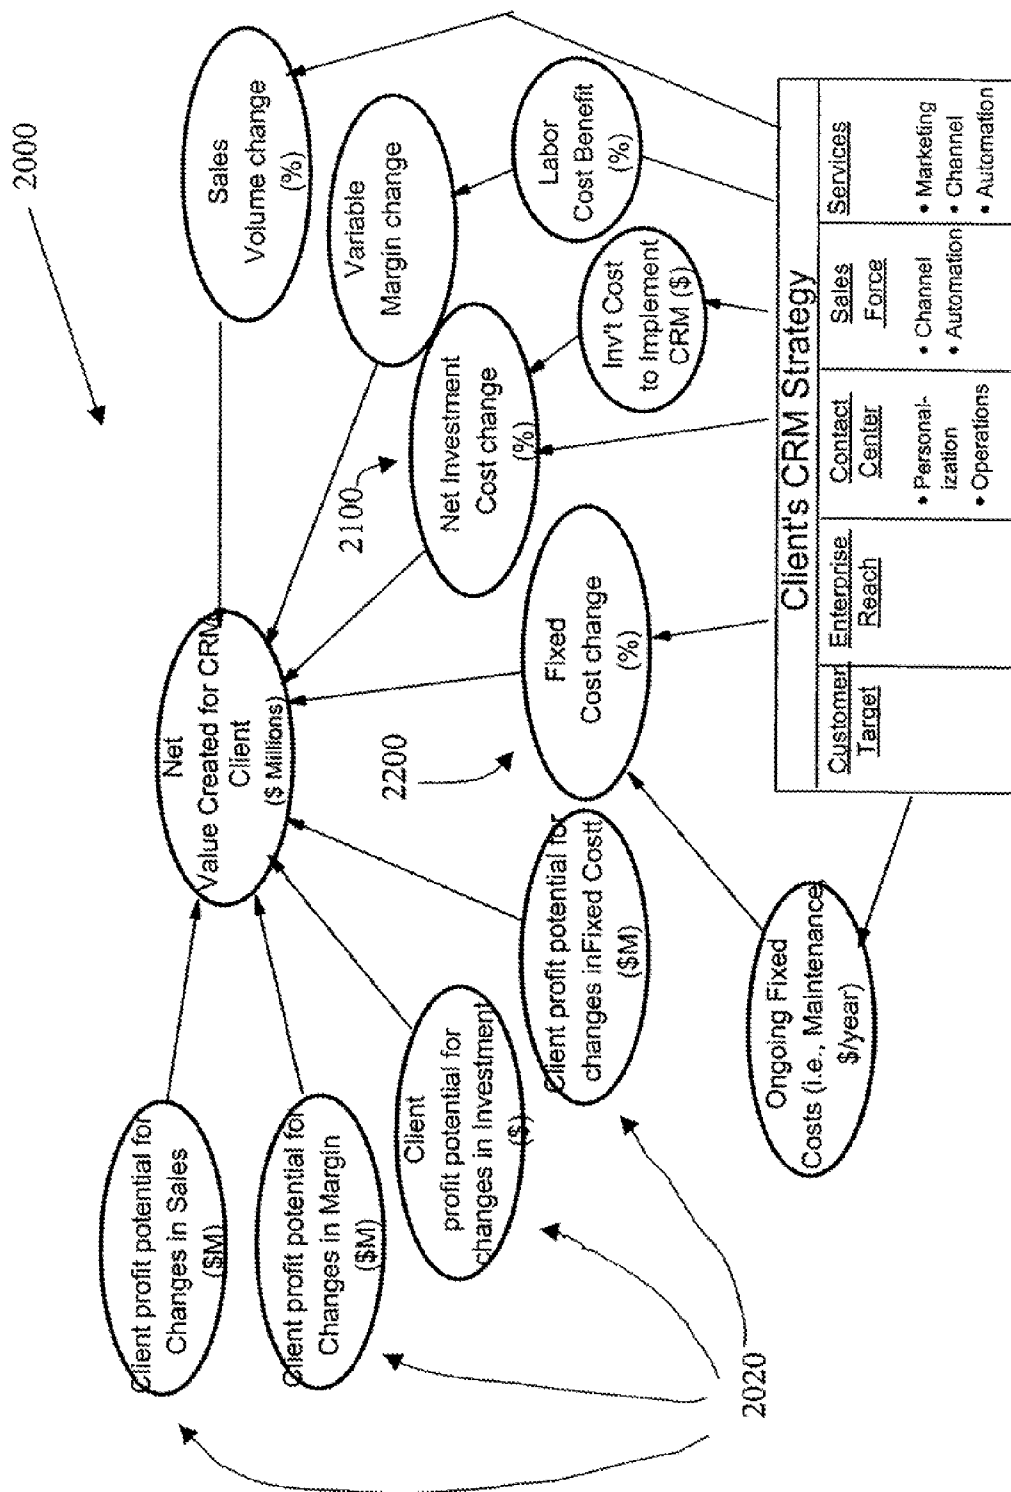 2000
Client profit potential for
Changes in Sales
($M)
Net
Value Created for CRM
Client
($ Millions)
Sales
Volume change
(%)
Client profit potential for
Changes in Margin
($M)
Variable
Margin change
2100
Client
profit potential for
changes in Investment
($)
2200
Net Investment
Cost change
(%)
Client profit potential for
changes inFixed Costt
($M)
Fixed
Cost change
(%)
Labor
Cost Benefit
(%)
Inv't Cost
to Implement
CRM ($)
2020
Ongoing Fixed
Costs (i.e., Maintenance
$/year)
Client's CRM Strategy
Customer
Target
Enterprise
Reach
Contact
Center
• Personal-
ization
• Operations
Sales
Force
• Channel
• Automation
Services
• Marketing
• Channel
• Automation